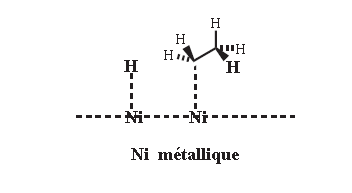 H
H H
H H H
Ni Ni
Ni métallique